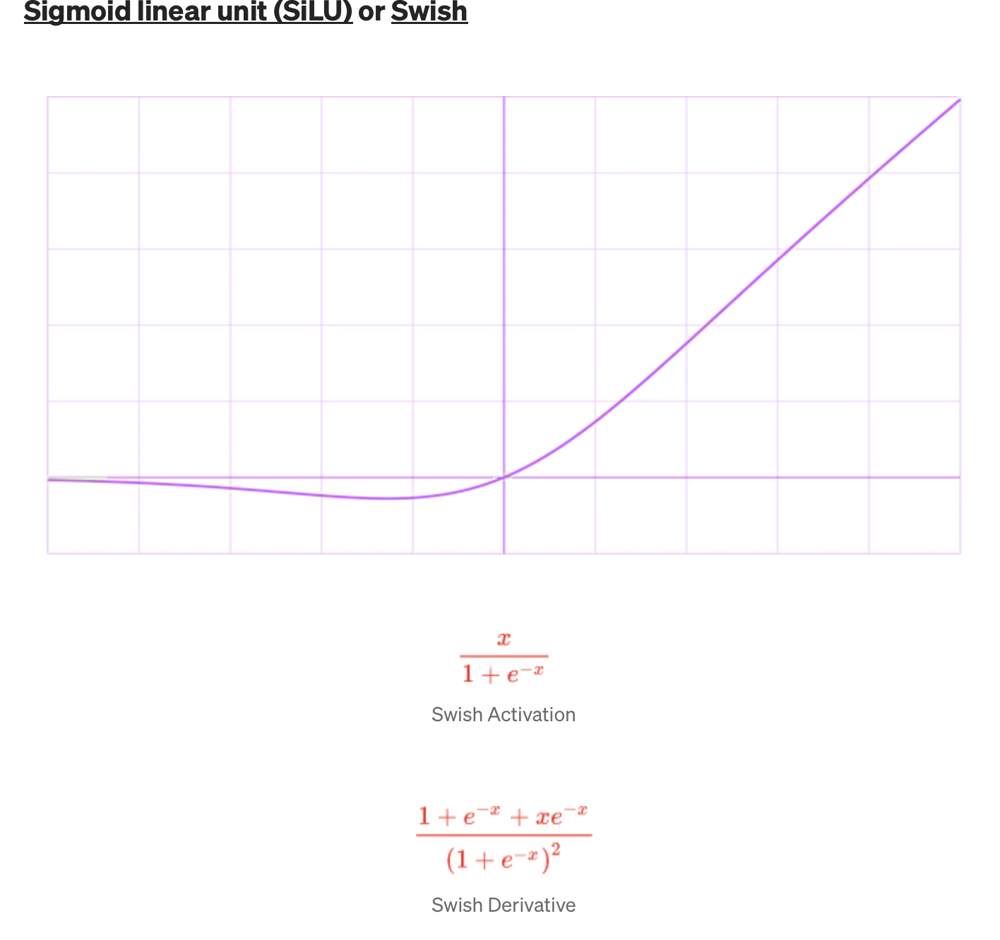 Sigmoid linear unit (SiLU) or Swish
x
1 + e^{-x}
Swish Activation
1 + e^{-x} + xe^{-x}
(1 + e^{-x})^2
Swish Derivative